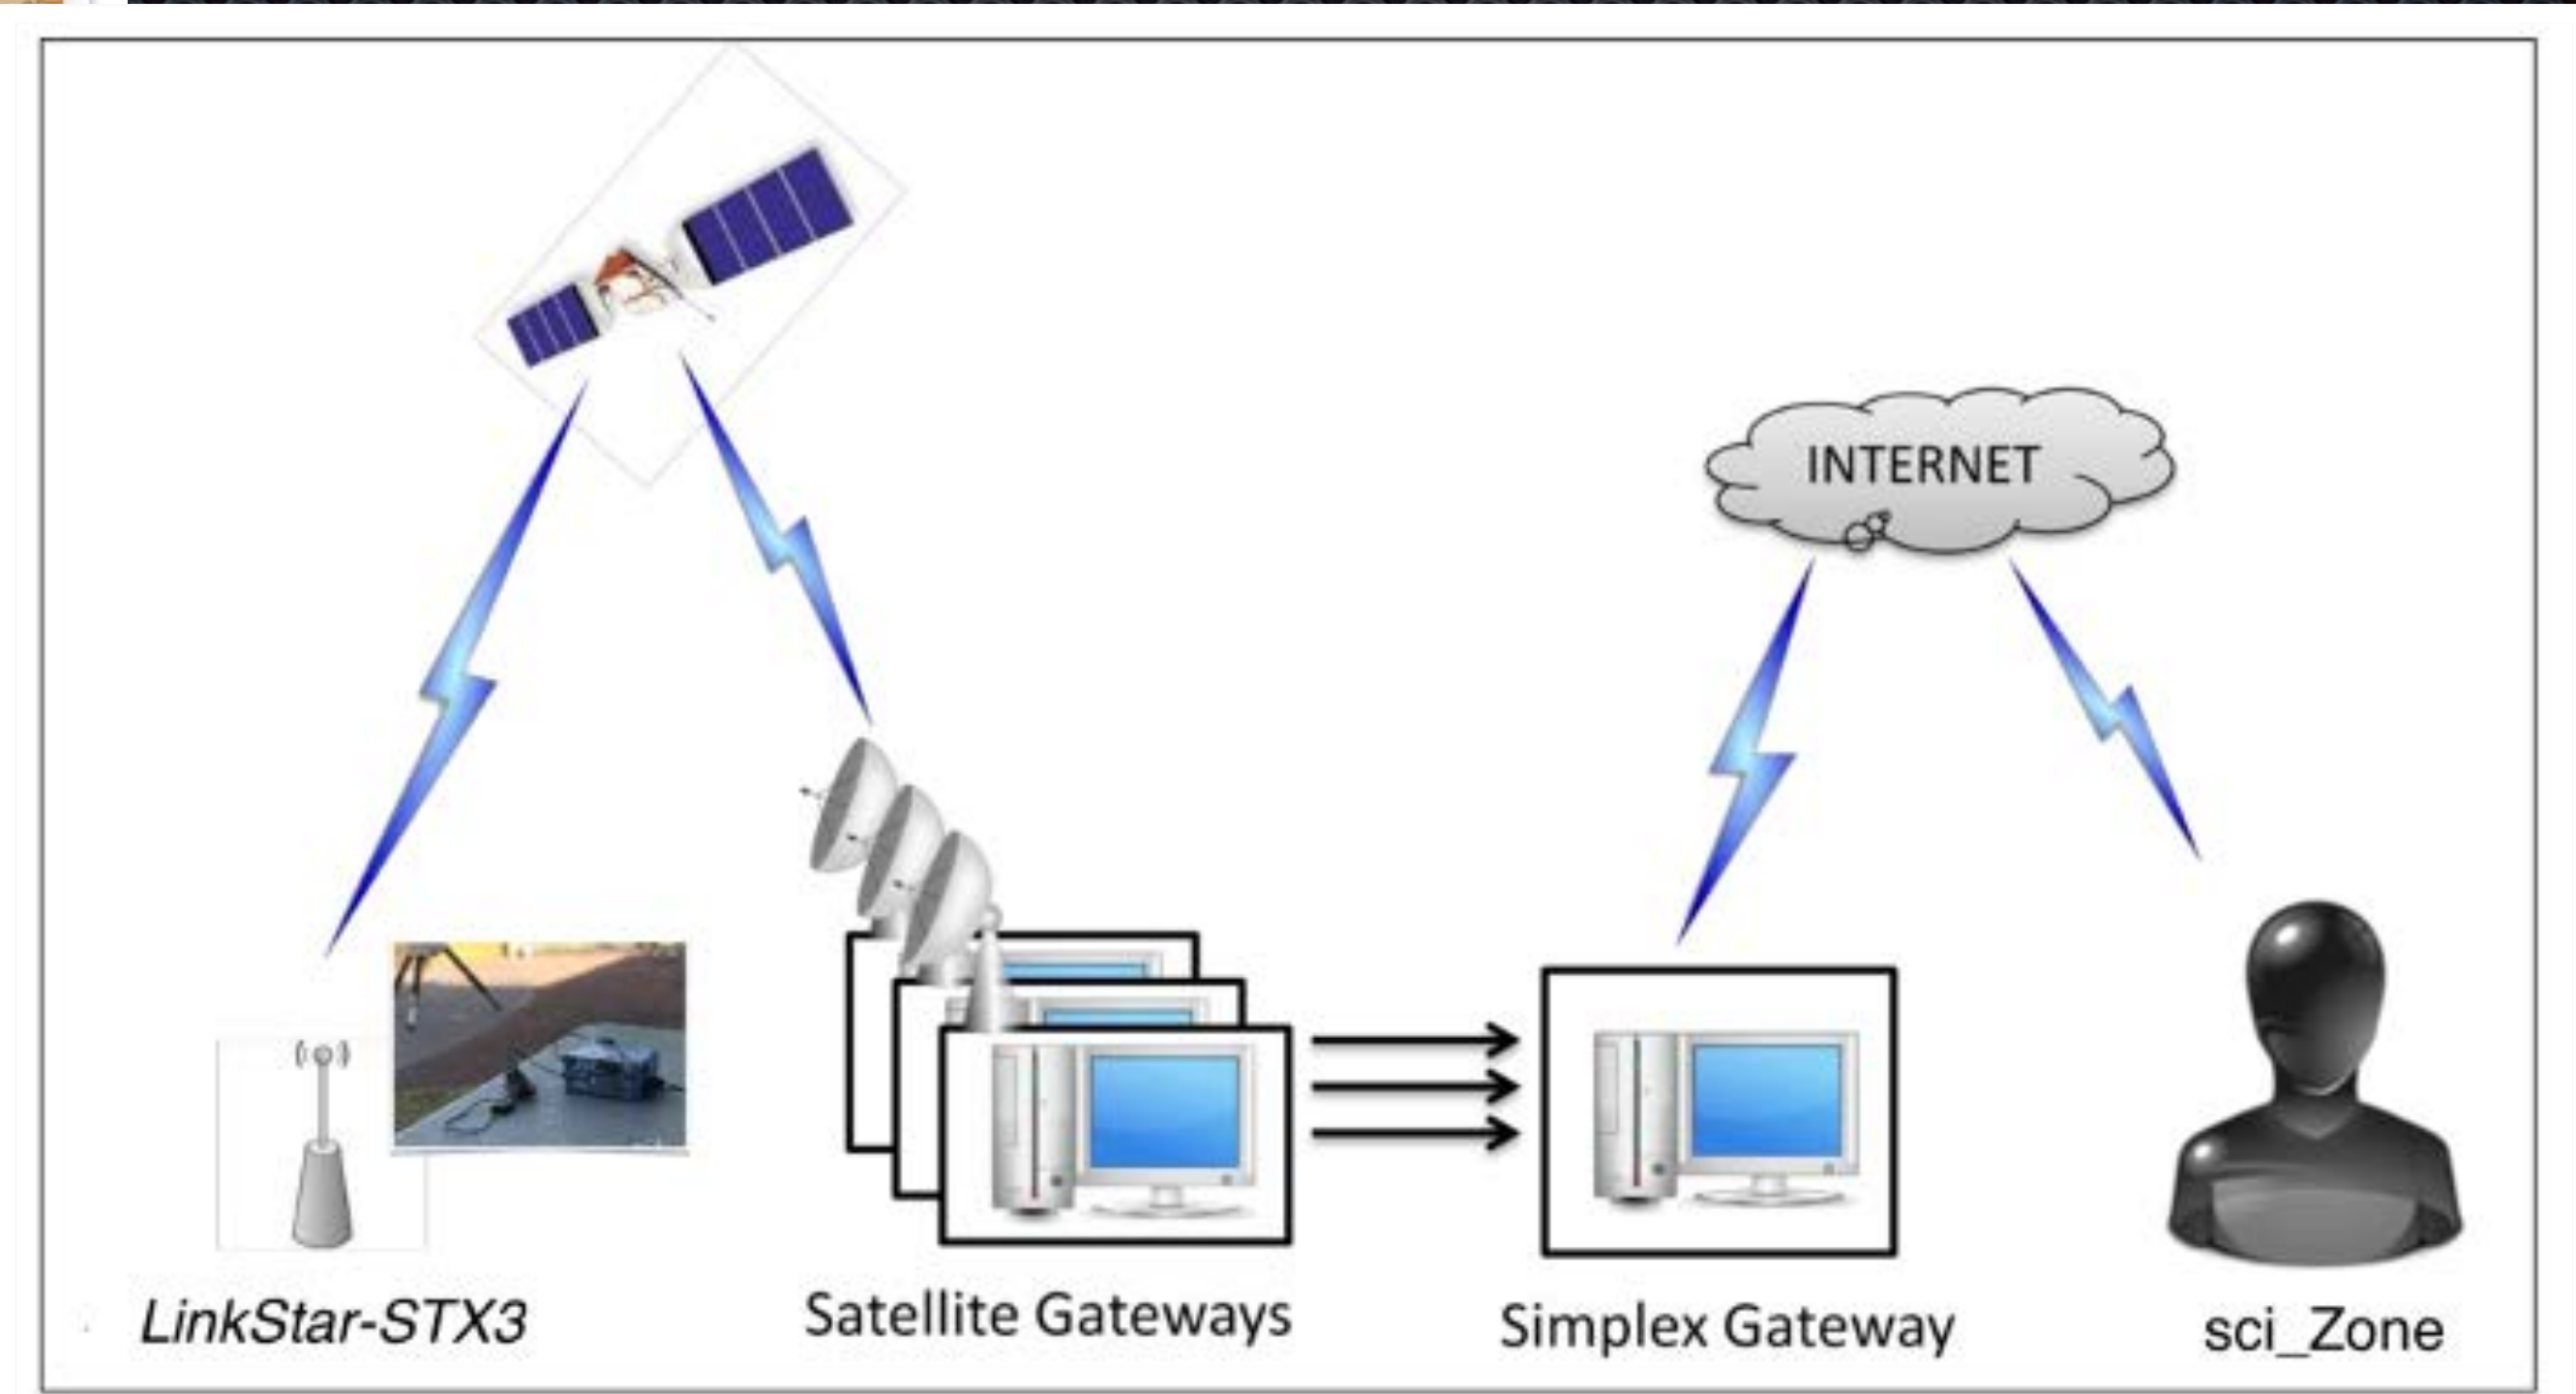 INTERNET
LinkStar-STX3
Satellite Gateways
Simplex Gateway
sci_Zone